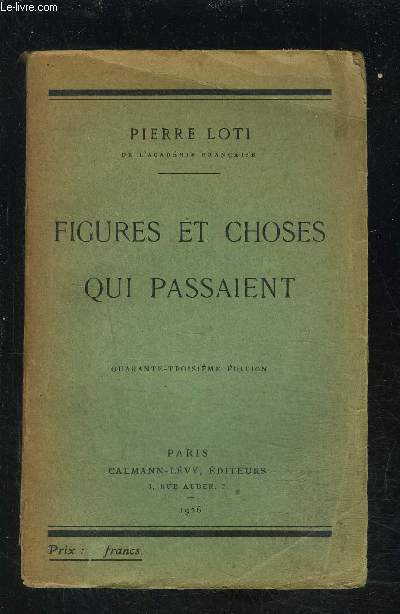 Le-livre.com
PIERRE LOTI
DE L'ACADÉMIE FRANÇAISE
FIGURES ET CHOSES
QUI PASSAIENT
QUARANTE-TROISIÈME ÉDITION
PARIS
CALMANN-LÉVY, ÉDITEURS
3, RUE AUBER, 3
1926
Prix : francs